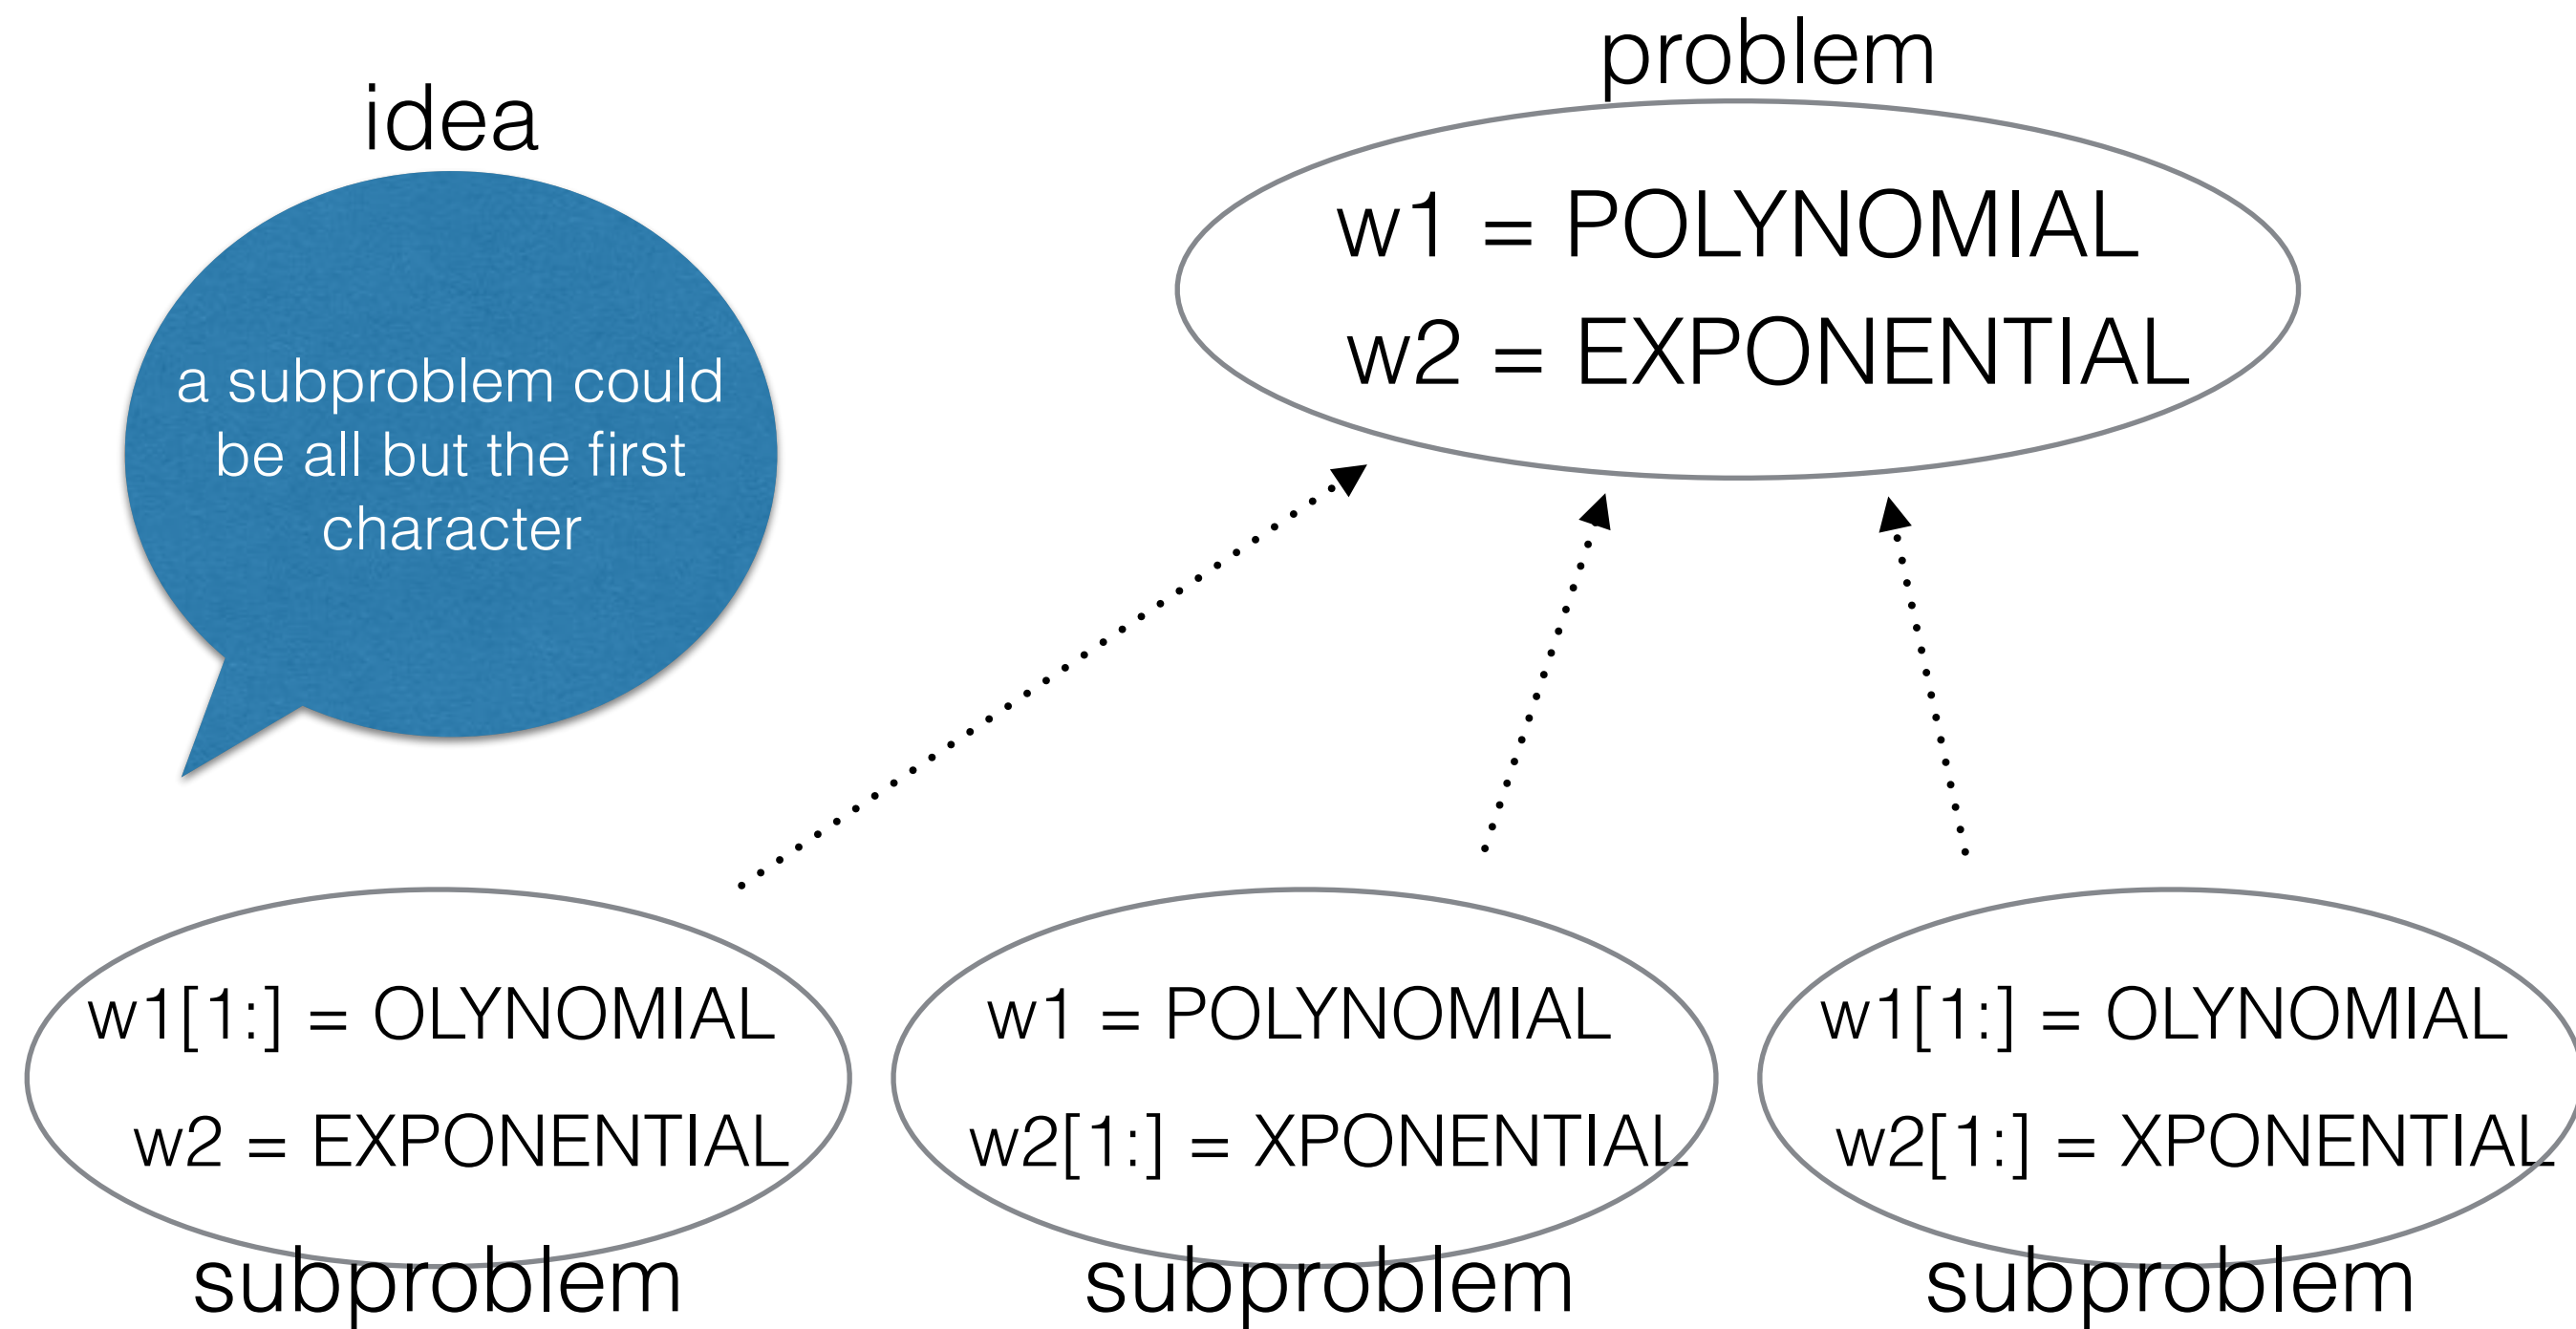 idea
a subproblem could
be all but the first
character
problem
w1 = POLYNOMIAL
w2 = EXPONENTIAL
w1[1:] = OLYNOMIAL
w2 = EXPONENTIAL
subproblem
w1 = POLYNOMIAL
w2[1:] = XPONENTIAL
subproblem
w1[1:] = OLYNOMIAL
w2[1:] = XPONENTIAL
subproblem